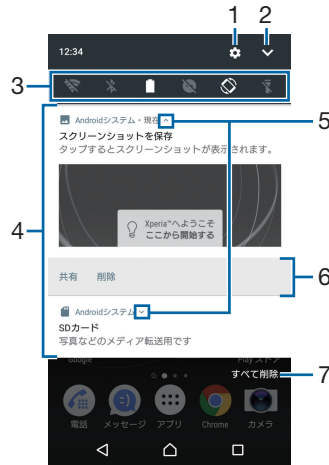 1
2
12:34
3
Androidシステム・現在
5
スクリーンショットを保存
タップするとスクリーンショットが表示されます。
4
Xperia™へようこそ
ここから開始する
共有 削除
6
Androidシステム
SDカード
写真などのメディア転送用です
Google Play ストア
すべて削除
7
電話 メッセージ アプリ Chrome カメラ